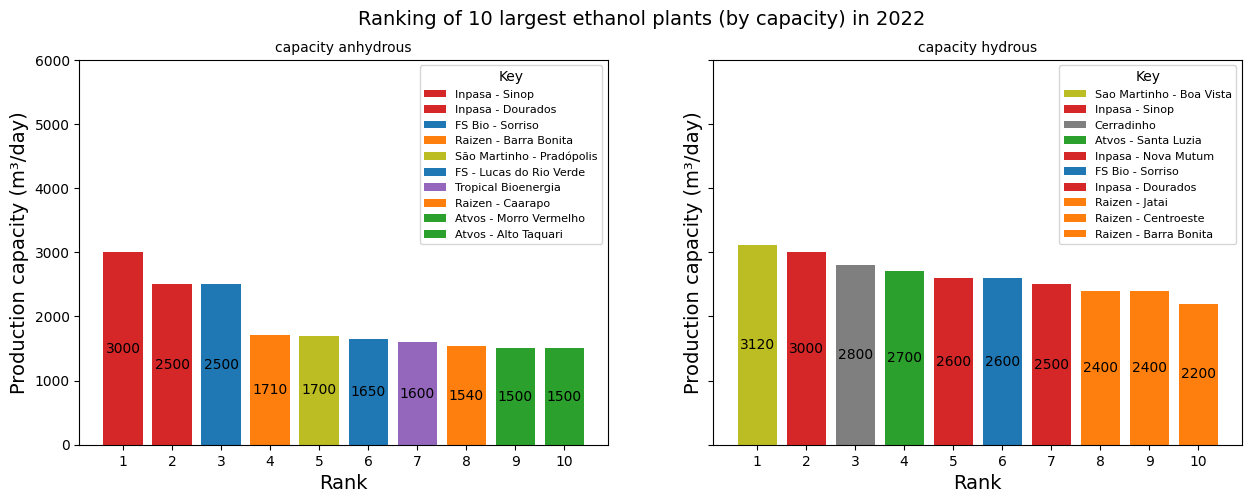 Ranking of 10 largest ethanol plants (by capacity) in 2022
capacity anhydrous
Production capacity (m³/day)
6000
5000
4000
3000
2000
1000
0
Key
Inpasa - Sinop
Inpasa - Dourados
FS Bio - Sorriso
Raizen - Barra Bonita
São Martinho - Pradópolis
FS - Lucas do Rio Verde
Tropical Bioenergia
Raizen - Caarapo
Atvos - Morro Vermelho
Atvos - Alto Taquari
3000 2500 2500 1710 1700 1650 1600 1540 1500 1500
1 2 3 4 5 6 7 8 9 10
Rank
capacity hydrous
Production capacity (m³/day)
Key
Sao Martinho - Boa Vista
Inpasa - Sinop
Cerradinho
Atvos - Santa Luzia
Inpasa - Nova Mutum
FS Bio - Sorriso
Inpasa - Dourados
Raizen - Jatai
Raizen - Centroeste
Raizen - Barra Bonita
3120 3000 2800 2700 2600 2600 2500 2400 2400 2200
1 2 3 4 5 6 7 8 9 10
Rank